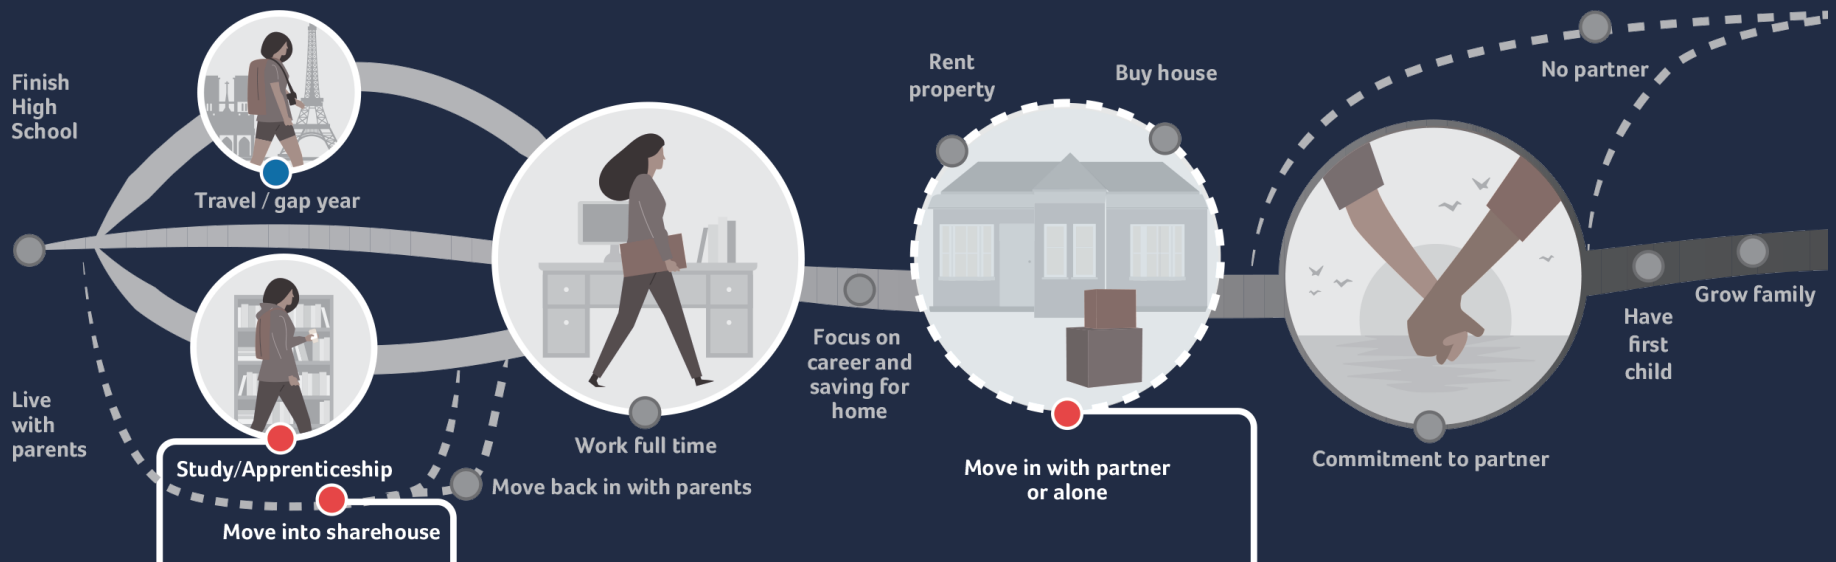 Finish
High
School
Travel / gap year
Live
with
parents
Study/Apprenticeship
Move into sharehouse
Move back in with parents
Work full time
Focus on
career and
saving for
home
Rent
property
Buy house
Move in with partner
or alone
No partner
Commitment to partner
Have
first
child
Grow family